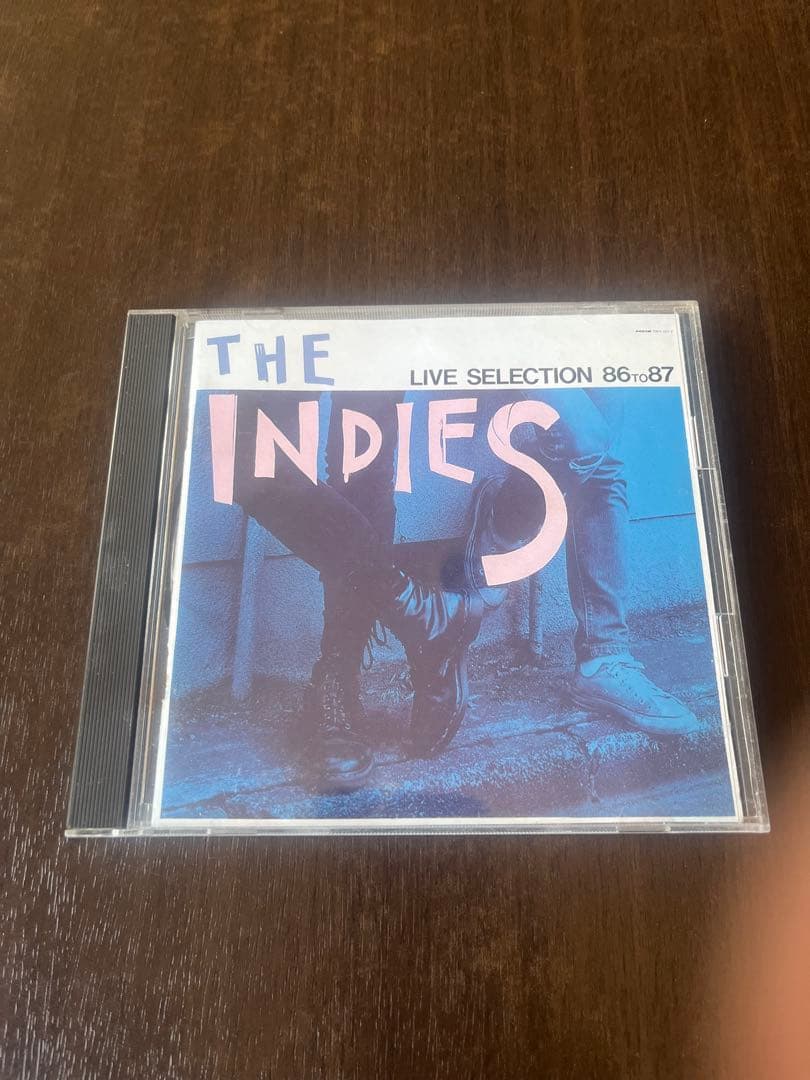 THE
LIVE SELECTION 86TO87
INDIES